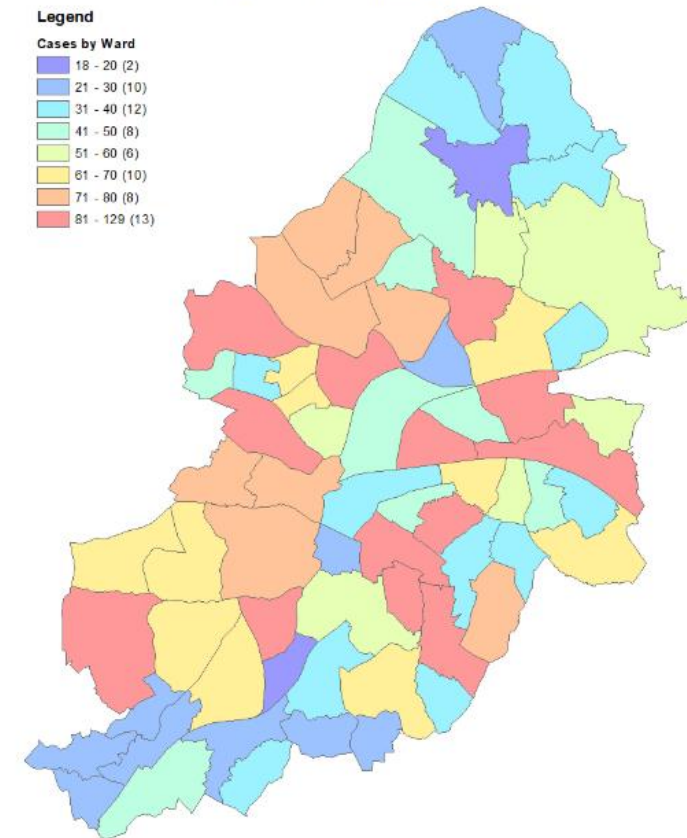 Legend
Cases by Ward
18 - 20 (2)
21 - 30 (10)
31 - 40 (12)
41 - 50 (8)
51 - 60 (6)
61 - 70 (10)
71 - 80 (8)
81 - 129 (13)